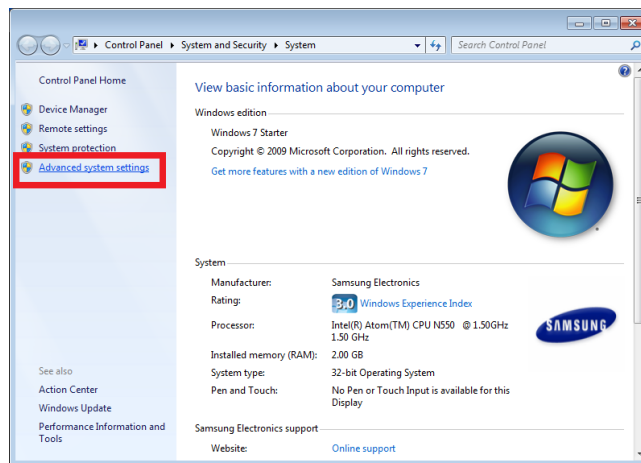 Control Panel ▸ System and Security ▸ System
Search Control Panel
Control Panel Home
Device Manager
Remote settings
System protection
Advanced system settings
See also
Action Center
Windows Update
Performance Information and
Tools
View basic information about your computer
Windows edition
Windows 7 Starter
Copyright © 2009 Microsoft Corporation. All rights reserved.
Get more features with a new edition of Windows 7
System
Manufacturer: Samsung Electronics
Rating: 3,0 Windows Experience Index
Processor: Intel(R) Atom(TM) CPU N550 @ 1.50GHz
1.50 GHz
Installed memory (RAM): 2.00 GB
System type: 32-bit Operating System
Pen and Touch: No Pen or Touch Input is available for this
Display
SAMSUNG
Samsung Electronics support
Website: Online support